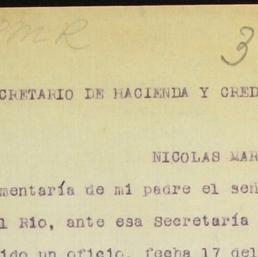 PMR
3
CRETARIO DE HACIENDA Y CRED
NICOLAS MAR
mentaría de mi padre el señ
l Río, ante esa Secretaría
ido un oficio, fecha 17 del